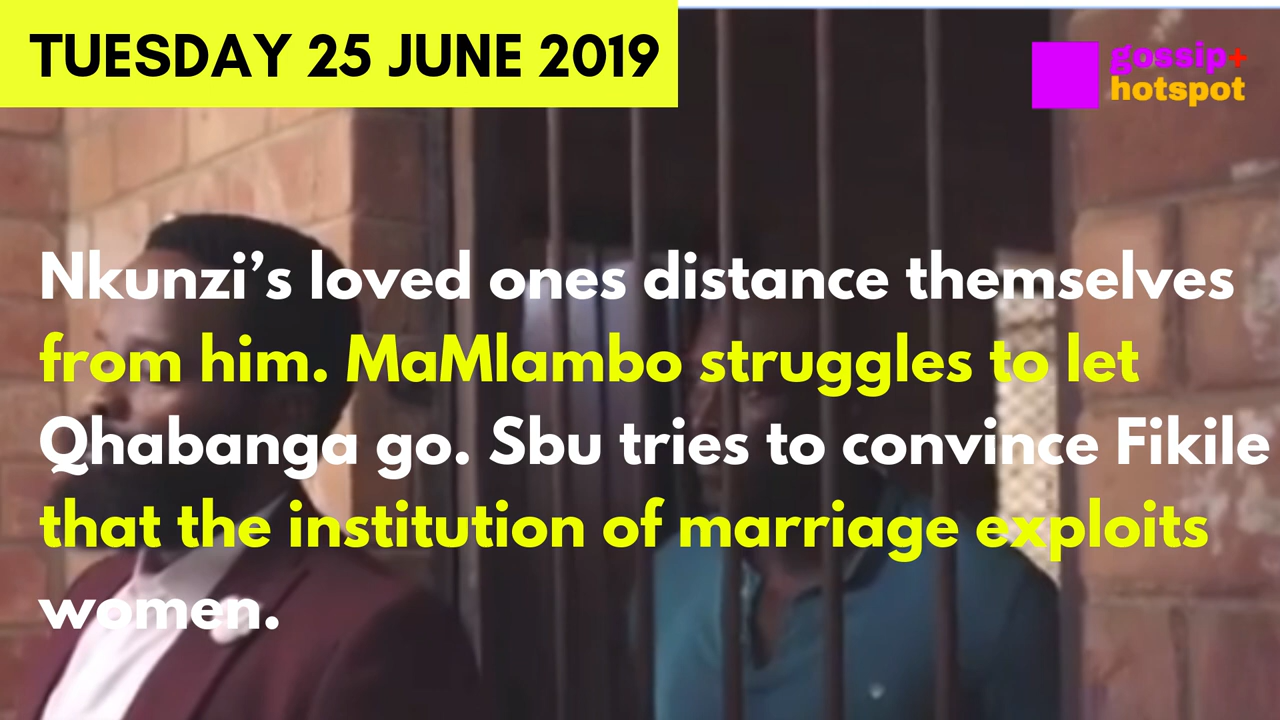 TUESDAY 25 JUNE 2019
gossip+
hotspot
Nkunzi’s loved ones distance themselves
from him. MaMlambo struggles to let
Qhabanga go. Sbu tries to convince Fikile
that the institution of marriage exploits
women.